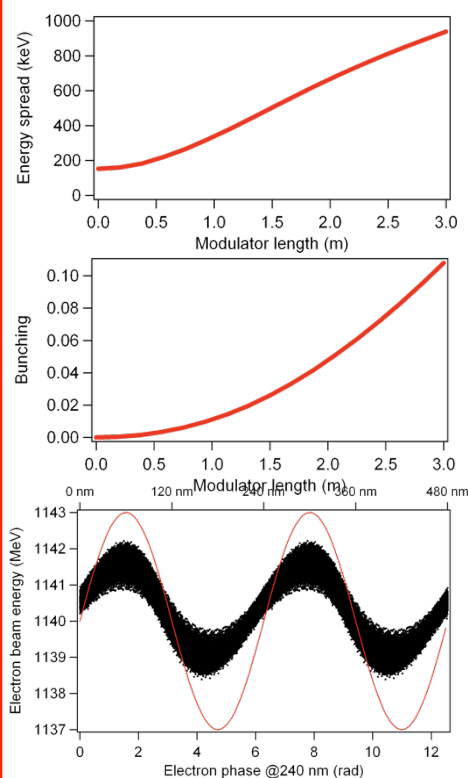 1000
800
600
400
200
0
Energy spread (keV)
0.0 0.5 1.0 1.5 2.0 2.5 3.0
Modulator length (m)
0.10
0.08
0.06
0.04
0.02
0.00
Bunching
0.0 0.5 1.0 1.5 2.0 2.5 3.0
Modulator length (m)
0 nm 120 nm 240 nm 360 nm 480 nm
1143
1142
1141
1140
1139
1138
1137
Electron beam energy (MeV)
0 2 4 6 8 10 12
Electron phase @240 nm (rad)